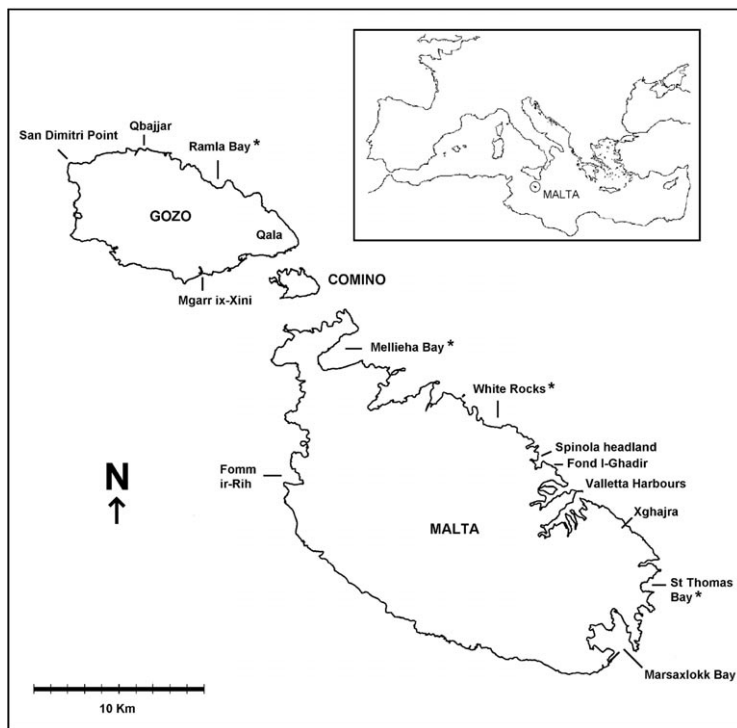 Qbajjar
San Dimitri Point
Ramla Bay *
GOZO
Qala
MALTA
COMINO
Mgarr ix-Xini
Mellieha Bay *
White Rocks *
Spinola headland
Fond l-Ghadir
Fomm
ir-Rih
N
Valletta Harbours
Xghajra
MALTA
St Thomas
Bay *
Marsaxlokk Bay
10 Km